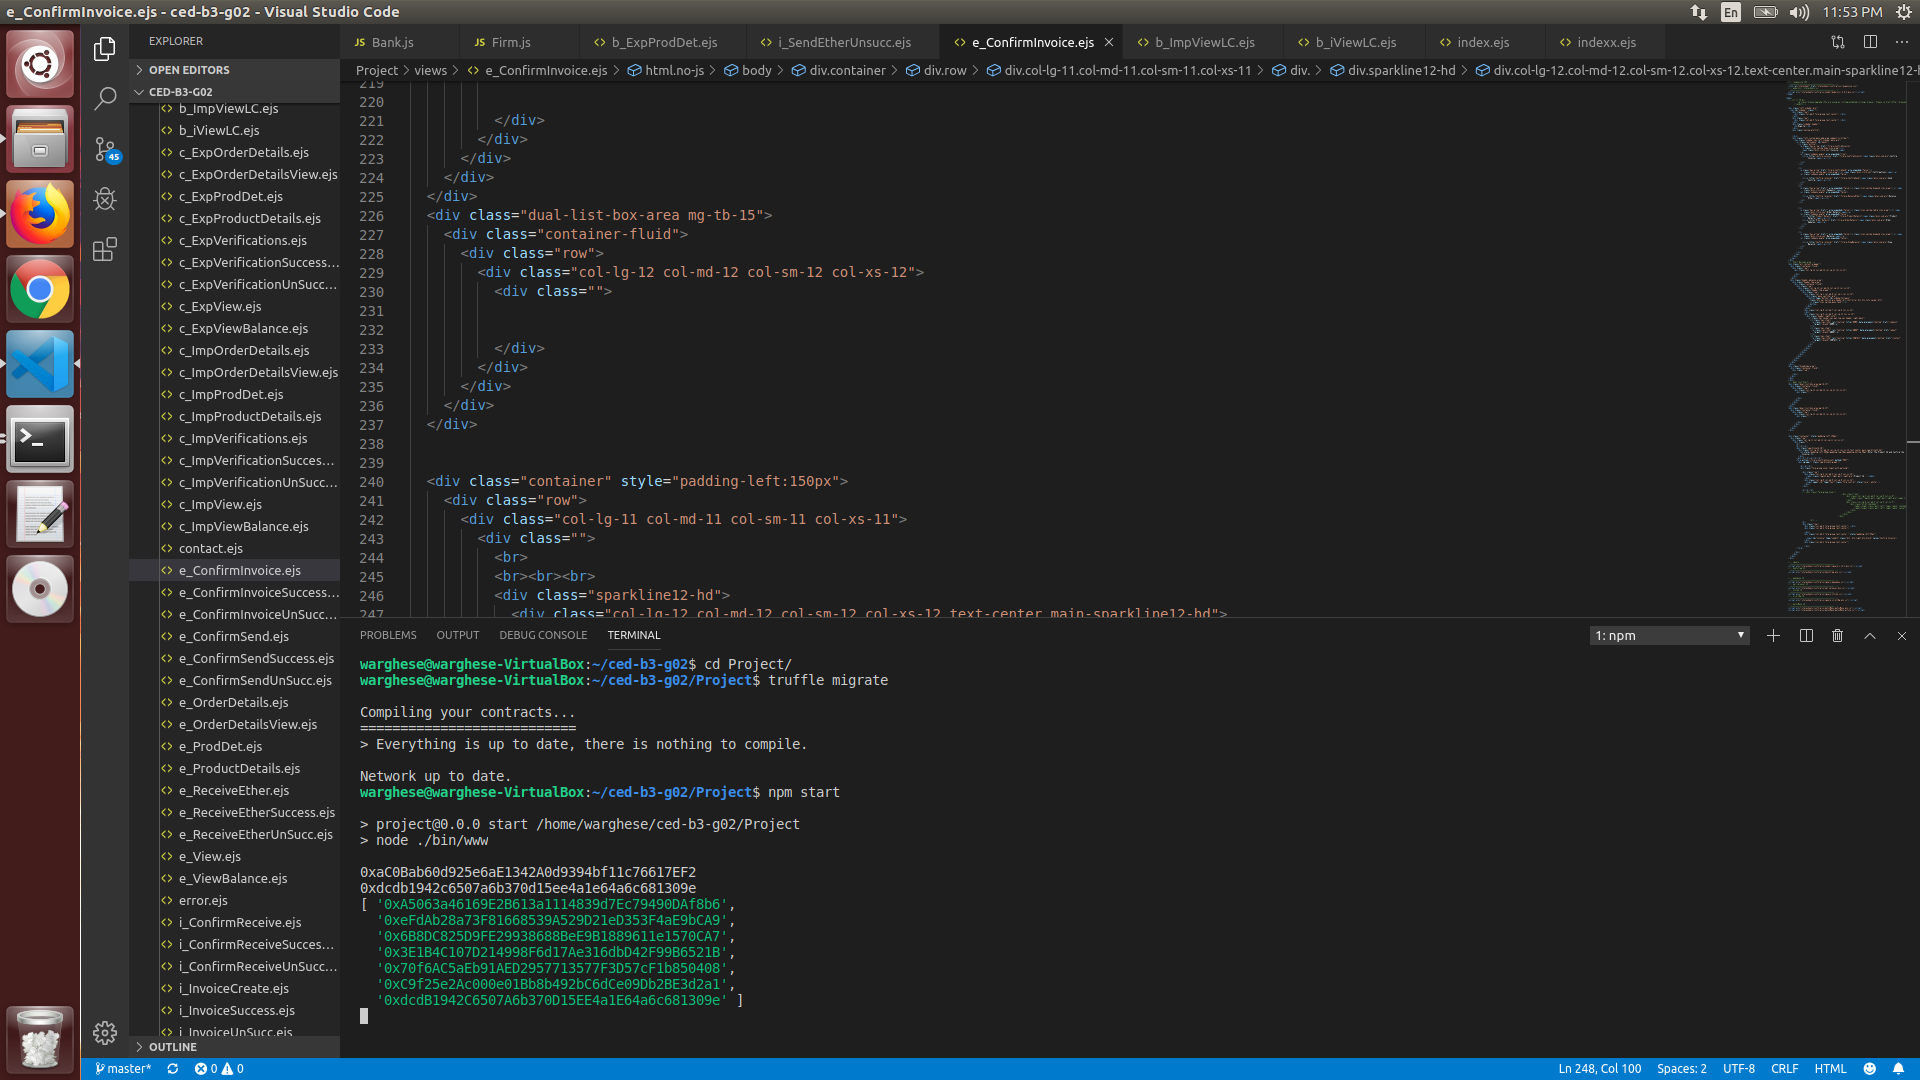 e_ConfirmInvoice.ejs - ced-b3-g02 - Visual Studio Code
En
11:53 PM
EXPLORER
OPEN EDITORS
CED-B3-G02
b_ImpViewLC.ejs
b_iViewLC.ejs
c_ExpOrderDetails.ejs
c_ExpOrderDetailsView.ejs
c_ExpProdDet.ejs
c_ExpProductDetails.ejs
c_ExpVerifications.ejs
c_ExpVerificationSuccess...
c_ExpVerificationUnSucc...
c_ExpView.ejs
c_ExpViewBalance.ejs
c_ImpOrderDetails.ejs
c_ImpOrderDetailsView.ejs
c_ImpProdDet.ejs
c_ImpProductDetails.ejs
c_ImpVerifications.ejs
c_ImpVerificationSucces...
c_ImpVerificationUnSucc...
c_ImpView.ejs
c_ImpViewBalance.ejs
contact.ejs
e_ConfirmInvoice.ejs
e_ConfirmInvoiceSuccess...
e_ConfirmInvoiceUnSucc...
e_ConfirmSend.ejs
e_ConfirmSendSuccess.ejs
e_ConfirmSendUnSucc.ejs
e_OrderDetails.ejs
e_OrderDetailsView.ejs
e_ProdDet.ejs
e_ProductDetails.ejs
e_ReceiveEther.ejs
e_ReceiveEtherSuccess.ejs
e_ReceiveEtherUnSucc.ejs
e_View.ejs
e_ViewBalance.ejs
error.ejs
i_ConfirmReceive.ejs
i_ConfirmReceiveSucces...
i_ConfirmReceiveUnSucc...
i_InvoiceCreate.ejs
i_InvoiceSuccess.ejs
i_InvoiceUnSucc.ejs
OUTLINE
45
JS Bank.js
JS Firm.js
b_ExpProdDet.ejs
i_SendEtherUnsucc.ejs
e_ConfirmInvoice.ejs
b_ImpViewLC.ejs
b_iViewLC.ejs
index.ejs
indexx.ejs
Project > views > e_ConfirmInvoice.ejs > html.no-js > body > div.container > div.row > div.col-lg-11.col-md-11.col-sm-11.col-xs-11 > div. > div.sparkline12-hd > div.col-lg-12.col-md-12.col-sm-12.col-xs-12.text-center.main-sparkline12-h
219
220
221 </div>
222 </div>
223 </div>
224 </div>
225 </div>
226 <div class="dual-list-box-area mg-tb-15">
227 <div class="container-fluid">
228 <div class="row">
229 <div class="col-lg-12 col-md-12 col-sm-12 col-xs-12">
230 <div class="">
231
232
233 </div>
234 </div>
235 </div>
236 </div>
237 </div>
238
239
240 <div class="container" style="padding-left:150px">
241 <div class="row">
242 <div class="col-lg-11 col-md-11 col-sm-11 col-xs-11">
243 <div class="">
244 <br>
245 <br><br><br>
246 <div class="sparkline12-hd">
247 <div class="col-lg-12 col-md-12 col-sm-12 col-xs-12 text-center main-sparkline12-hd">
PROBLEMS OUTPUT DEBUG CONSOLE TERMINAL
1: npm
warghese@warghese-VirtualBox:~/ced-b3-g02$ cd Project/
warghese@warghese-VirtualBox:~/ced-b3-g02/Project$ truffle migrate
Compiling your contracts...
===========================
> Everything is up to date, there is nothing to compile.
Network up to date.
warghese@warghese-VirtualBox:~/ced-b3-g02/Project$ npm start
> project@0.0.0 start /home/warghese/ced-b3-g02/Project
> node ./bin/www
0xaC0Bab60d925e6aE1342A0d9394bf11c76617EF2
0xdcdb1942c6507a6b370d15ee4a1e64a6c681309e
[ '0xA5063a46169E2B613a1114839d7Ec79490DAf8b6',
'0xeFdAb28a73F81668539A529D21eD353F4aE9bCA9',
'0x6B8DC825D9FE29938688BeE9B1889611e1570CA7',
'0x3E1B4C107D214998F6d17Ae316dbD42F99B6521B',
'0x70f6AC5aEb91AED2957713577F3D57cF1b850408',
'0xC9f25e2Ac000e01Bb8b492bC6dCe09Db2BE3d2a1',
'0xdcdB1942C6507A6b370D15EE4a1E64a6c681309e' ]
master*
0 0
Ln 248, Col 100
Spaces: 2
UTF-8
CRLF
HTML